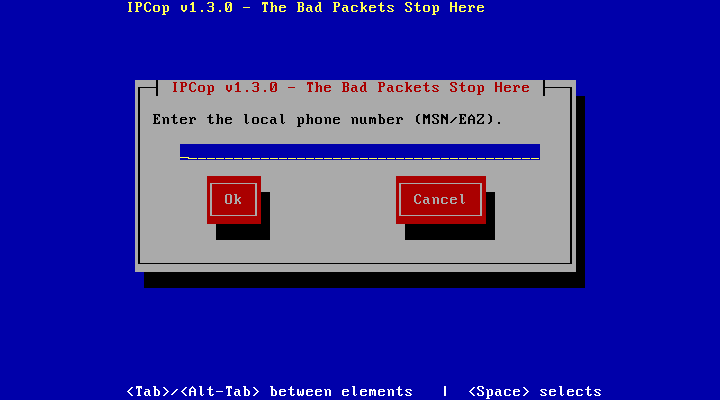 IPCop v1.3.0 - The Bad Packets Stop Here
IPCop v1.3.0 - The Bad Packets Stop Here
Enter the local phone number (MSN/EAZ).
Ok Cancel
<Tab>/<Alt-Tab> between elements | <Space> selects